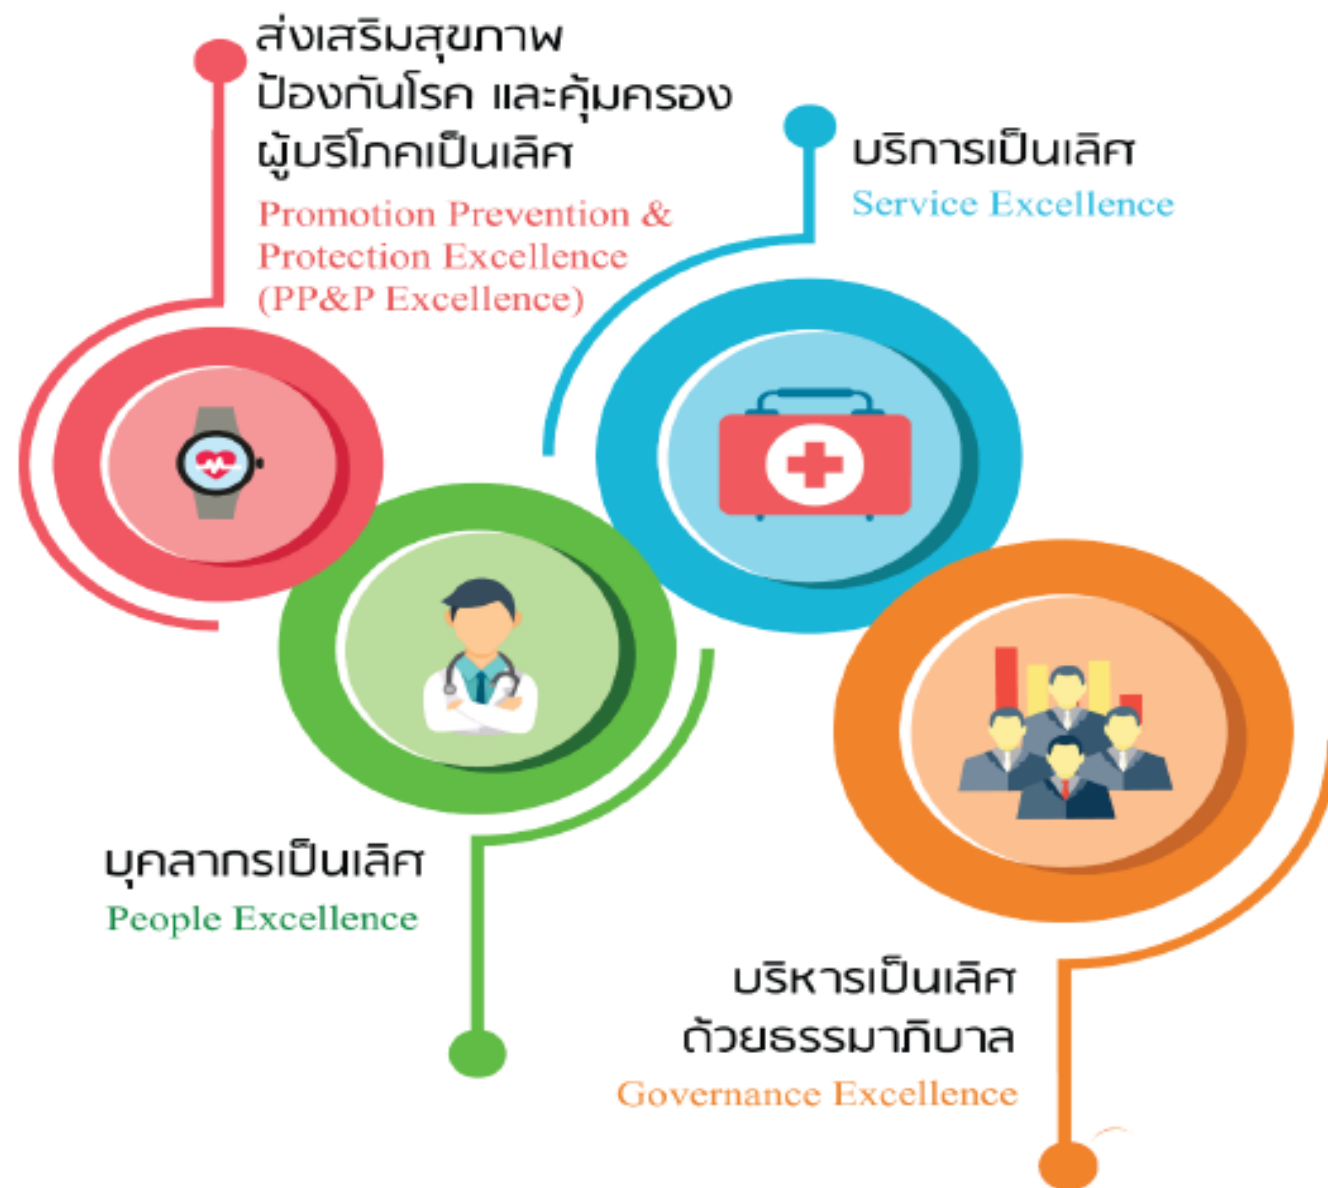 ส่งเสริมสุขภาพ
ป้องกันโรค และคุ้มครอง
ผู้บริโภคเป็นเลิศ
Promotion Prevention &
Protection Excellence
(PP&P Excellence)
บริการเป็นเลิศ
Service Excellence
บุคลากรเป็นเลิศ
People Excellence
บริหารเป็นเลิศ
ด้วยธรรมาภิบาล
Governance Excellence